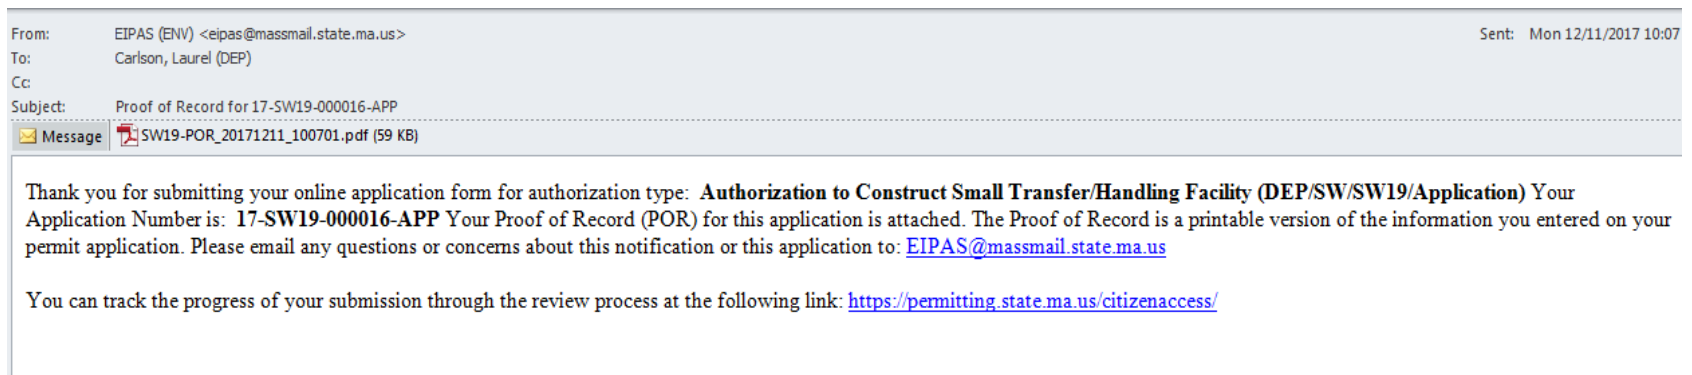 From: EIPAS (ENV) <eipas@massmail.state.ma.us> Sent: Mon 12/11/2017 10:07
To: Carlson, Laurel (DEP)
Cc:
Subject: Proof of Record for 17-SW19-000016-APP
Message SW19-POR_20171211_100701.pdf (59 KB)
Thank you for submitting your online application form for authorization type: Authorization to Construct Small Transfer/Handling Facility (DEP/SW/SW19/Application) Your
Application Number is: 17-SW19-000016-APP Your Proof of Record (POR) for this application is attached. The Proof of Record is a printable version of the information you entered on your
permit application. Please email any questions or concerns about this notification or this application to: EIPAS@massmail.state.ma.us
You can track the progress of your submission through the review process at the following link: https://permitting.state.ma.us/citizenaccess/